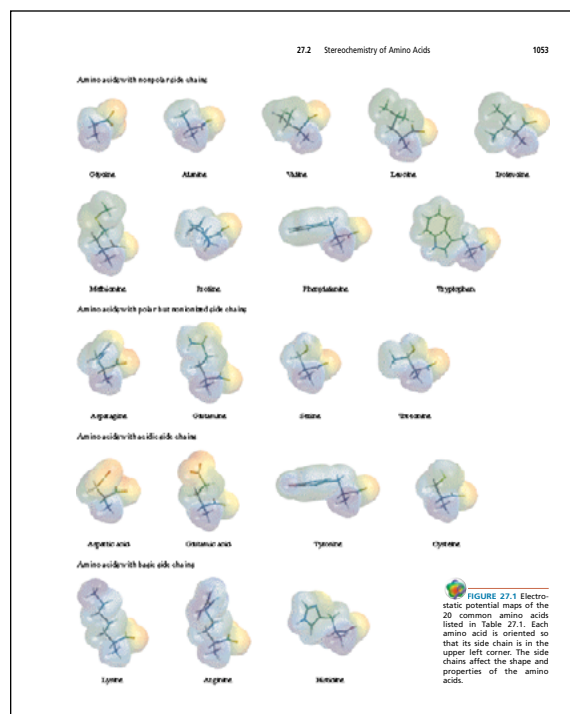 27.2 Stereochemistry of Amino Acids 1053
Amino acids with nonpolar side chains
Glycine Alanine Valine Leucine Isoleucine
Methionine Proline Phenylalanine Tryptophan
Amino acids with polar but nonionized side chains
Asparagine Glutamine Serine Threonine
Amino acids with acidic side chains
Aspartic acid Glutamic acid Tyrosine Cysteine
Amino acids with basic side chains
Lysine Arginine Histidine
FIGURE 27.1 Electro-
static potential maps of the
20 common amino acids
listed in Table 27.1. Each
amino acid is oriented so
that its side chain is in the
upper left corner. The side
chains affect the shape and
properties of the amino
acids.